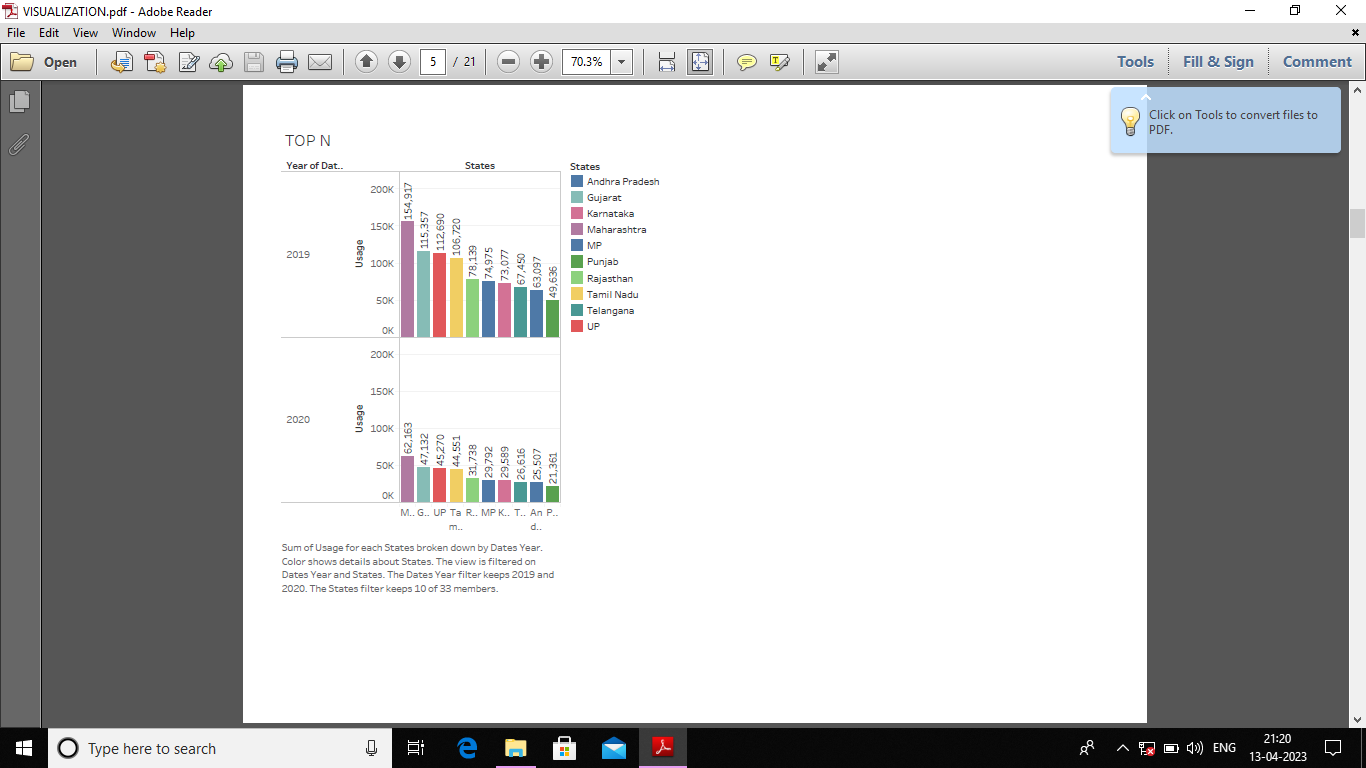 VISUALIZATION.pdf - Adobe Reader
File Edit View Window Help
Open 5 / 21 70.3% Tools Fill & Sign Comment
Click on Tools to convert files to
PDF.
TOP N
Year of Dat.. States
2019
Usage
200K
150K
100K
50K
0K
154,917
115,357
112,690
106,720
78,139
74,975
73,077
67,450
63,097
49,636
2020
Usage
200K
150K
100K
50K
0K
62,163
47,132
45,270
44,551
31,738
29,792
29,589
26,616
25,507
21,361
M.. G.. UP Ta R.. MP K.. T.. An P..
m.. d..
States
Andhra Pradesh
Gujarat
Karnataka
Maharashtra
MP
Punjab
Rajasthan
Tamil Nadu
Telangana
UP
Sum of Usage for each States broken down by Dates Year.
Color shows details about States. The view is filtered on
Dates Year and States. The Dates Year filter keeps 2019 and
2020. The States filter keeps 10 of 33 members.
Type here to search
ENG
21:20
13-04-2023